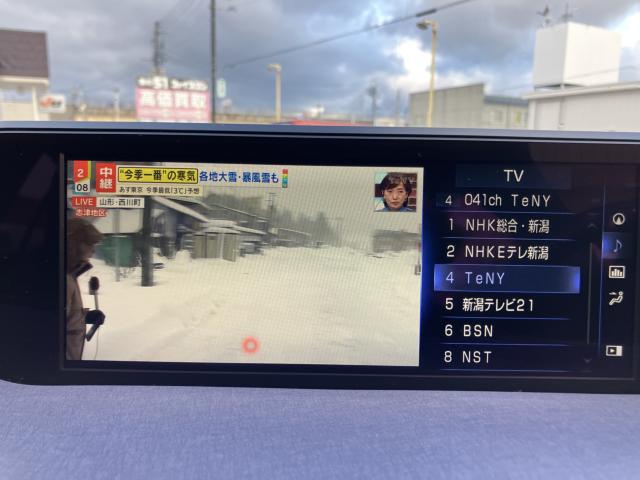 高価買取
2
08
中継
"今季一番"の寒気 各地大雪・暴風雪も
あす東京 今季最低(3℃)予想
LIVE 山形・西川町
志津地区
TV
4 041ch TeNY
1 NHK総合・新潟
2 NHKEテレ新潟
4 TeNY
5 新潟テレビ21
6 BSN
8 NST